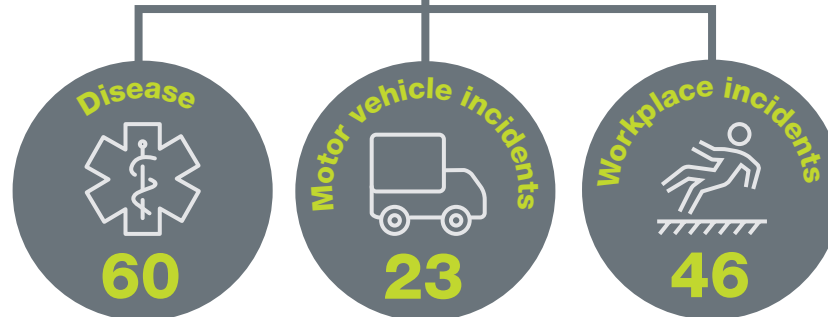 Disease
60
Motor vehicle incidents
23
Workplace incidents
46